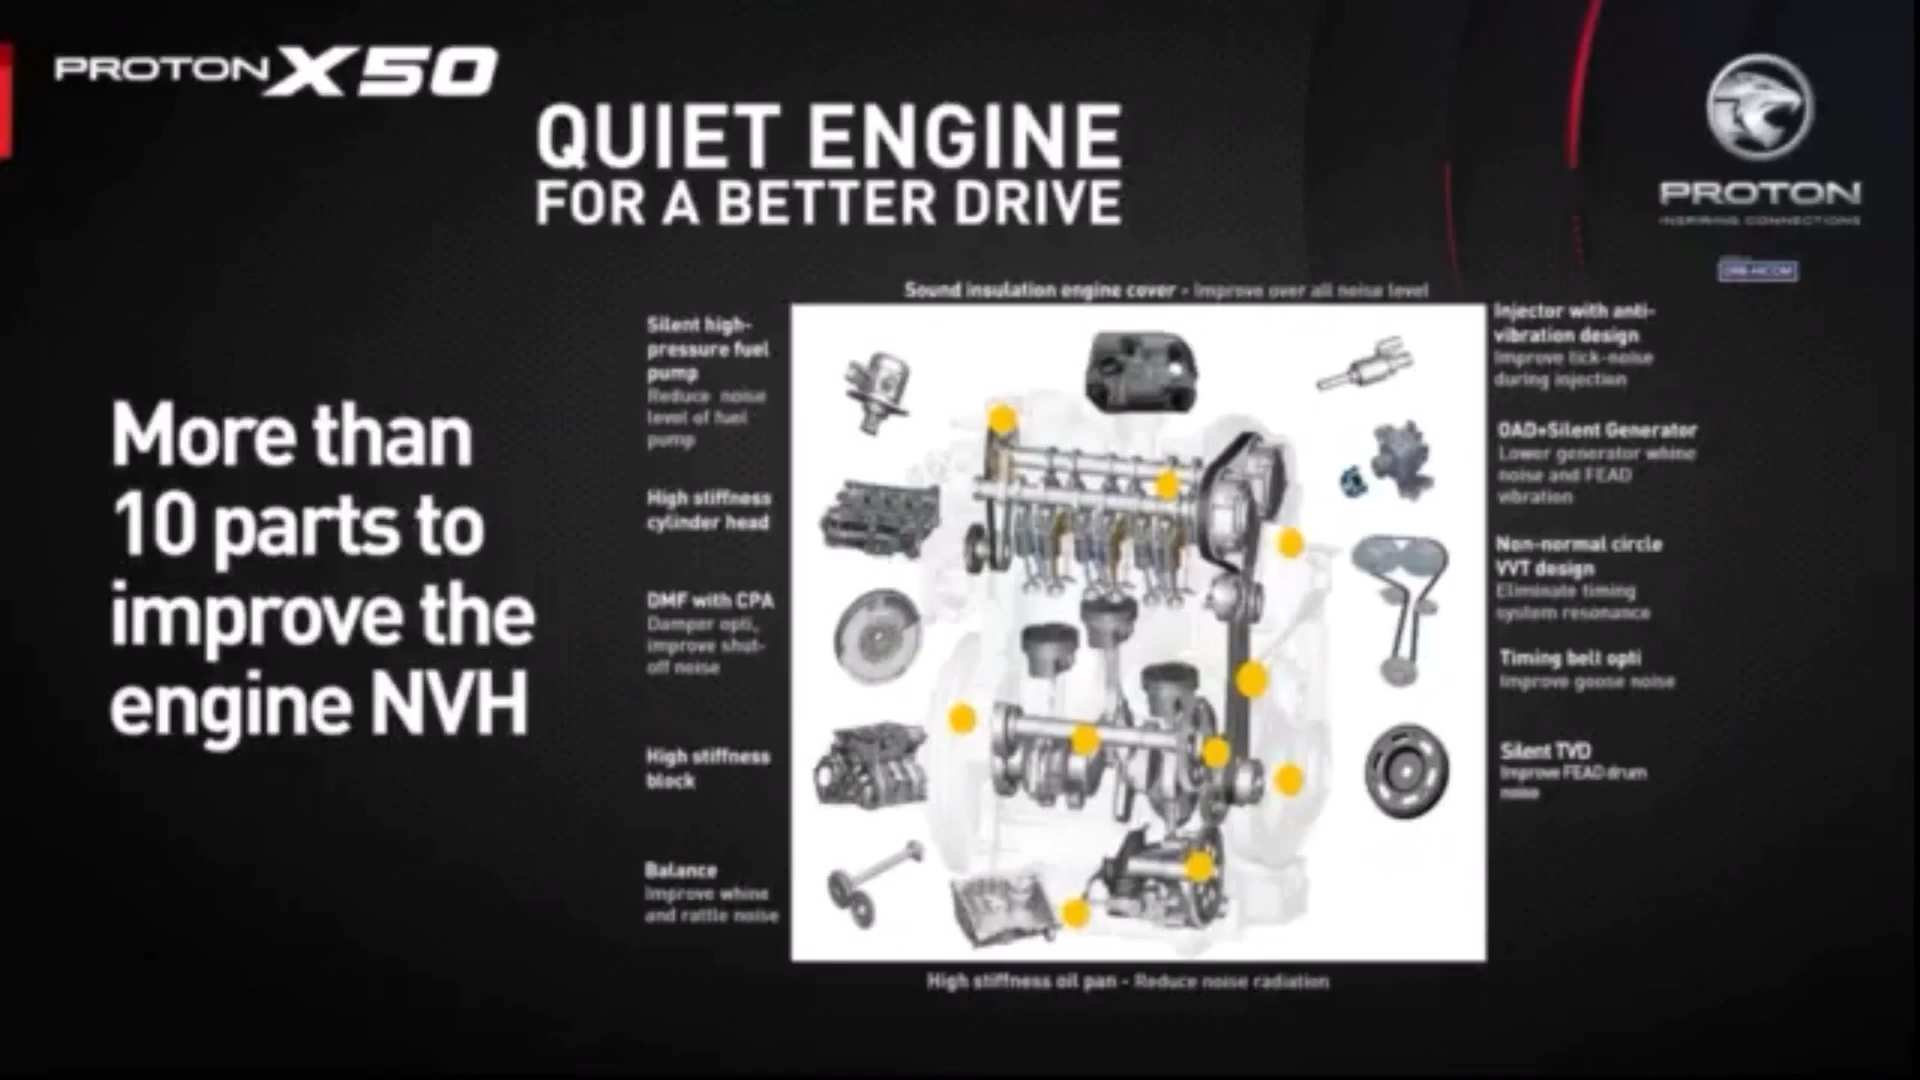 PROTON X50
QUIET ENGINE
FOR A BETTER DRIVE
PROTON
INSPIRING CONNECTIONS
DRB-HICOM
More than
10 parts to
improve the
engine NVH
Sound insulation engine cover - Improve over all noise level
Silent high-
pressure fuel
pump
Reduce noise
level of fuel
pump
High stiffness
cylinder head
DMF with CPA
Damper opti,
improve shut-
off noise
High stiffness
block
Balance
Improve whine
and rattle noise
Injector with anti-
vibration design
Improve tick-noise
during injection
OAD+Silent Generator
Lower generator whine
noise and FEAD
vibration
Non-normal circle
VVT design
Eliminate timing
system resonance
Timing belt opti
Improve goose noise
Silent TVD
Improve FEAD drum
noise
High stiffness oil pan - Reduce noise radiation